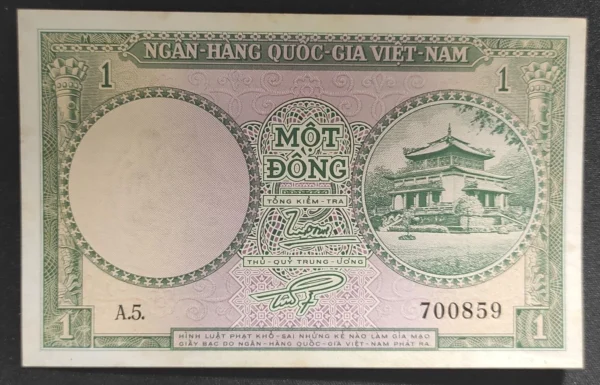 M
NGÂN-HÀNG QUỐC-GIA VIỆT-NAM
1 1
MỘT
ĐÔNG
TỔNG KIỂM-TRA
THỦ-QUỸ TRUNG-ƯƠNG
A.5. 700859
1 1
HÌNH LUẬT PHẠT KHỔ-SAI NHỮNG KẺ NÀO LÀM GIẢ MẠO
GIẤY BẠC DO NGÂN-HÀNG QUỐC-GIA VIỆT-NAM PHÁT RA.